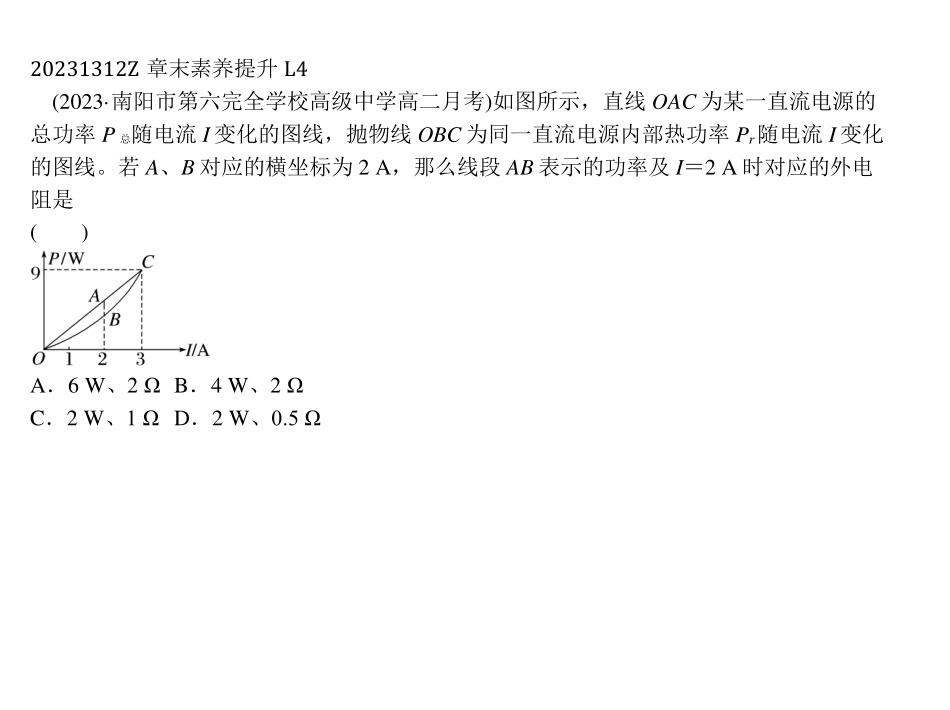 20231312Z 章末素养提升 L4
(2023·南阳市第六完全学校高级中学高二月考)如图所示，直线 OAC 为某一直流电源的
总功率 P总随电流 I 变化的图线，抛物线 OBC 为同一直流电源内部热功率 Pr随电流 I 变化
的图线。若 A、B 对应的横坐标为 2 A，那么线段 AB 表示的功率及 I＝2 A 时对应的外电
阻是
(　　)
P/W
9
C
A
B
O 1 2 3 I/A
A．6 W、2 Ω B．4 W、2 Ω
C．2 W、1 Ω D．2 W、0.5 Ω